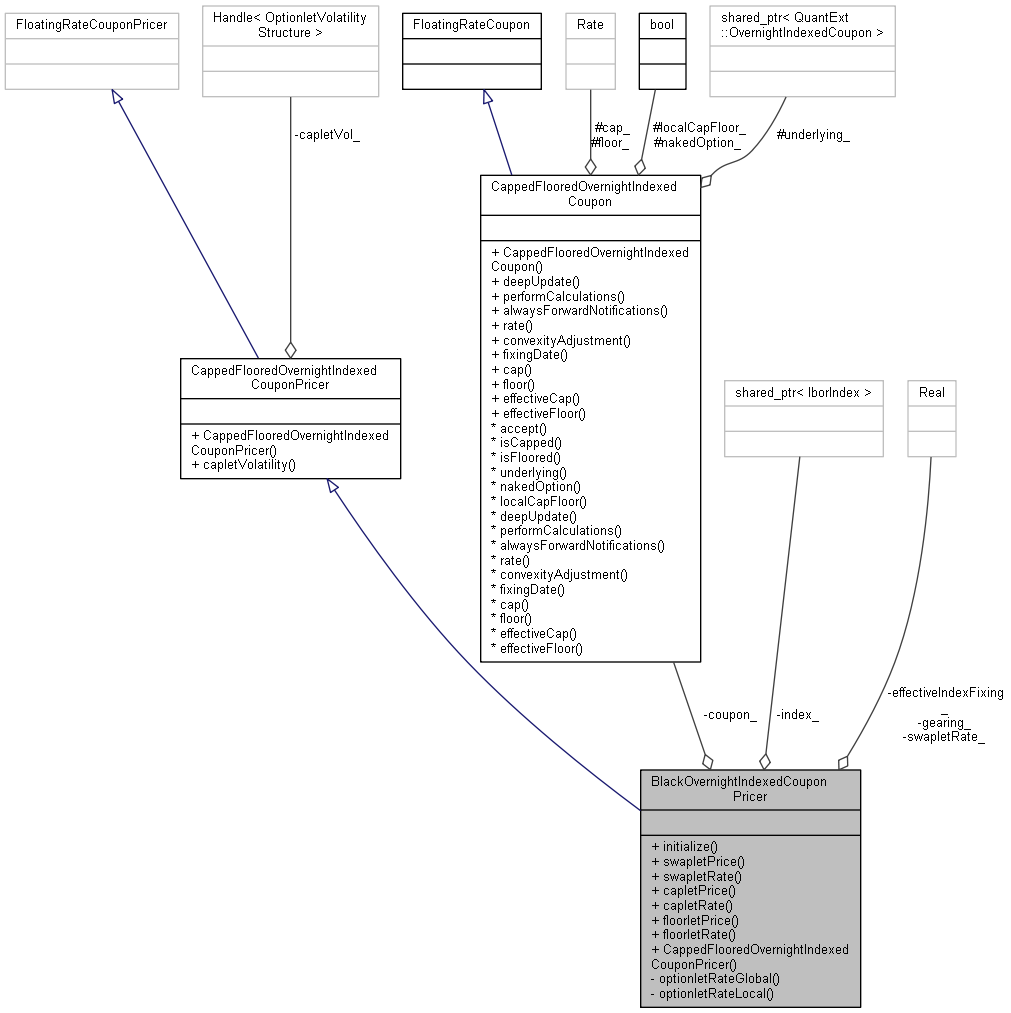 FloatingRateCouponPricer
Handle< OptionletVolatility
Structure >
FloatingRateCoupon
Rate
bool
shared_ptr< QuantExt
::OvernightIndexedCoupon >
-capletVol_
#cap_
#floor_
#localCapFloor_
#nakedOption_
#underlying_
CappedFlooredOvernightIndexed
Coupon
+ CappedFlooredOvernightIndexed
Coupon()
+ deepUpdate()
+ performCalculations()
+ alwaysForwardNotifications()
+ rate()
+ convexityAdjustment()
+ fixingDate()
+ cap()
+ floor()
+ effectiveCap()
+ effectiveFloor()
* accept()
* isCapped()
* isFloored()
* underlying()
* nakedOption()
* localCapFloor()
* deepUpdate()
* performCalculations()
* alwaysForwardNotifications()
* rate()
* convexityAdjustment()
* fixingDate()
* cap()
* floor()
* effectiveCap()
* effectiveFloor()
CappedFlooredOvernightIndexed
CouponPricer
+ CappedFlooredOvernightIndexed
CouponPricer()
+ capletVolatility()
shared_ptr< IborIndex >
Real
-coupon_
-index_
-effectiveIndexFixing
_
-gearing_
-swapletRate_
BlackOvernightIndexedCoupon
Pricer
+ initialize()
+ swapletPrice()
+ swapletRate()
+ capletPrice()
+ capletRate()
+ floorletPrice()
+ floorletRate()
+ CappedFlooredOvernightIndexed
CouponPricer()
- optionletRateGlobal()
- optionletRateLocal()